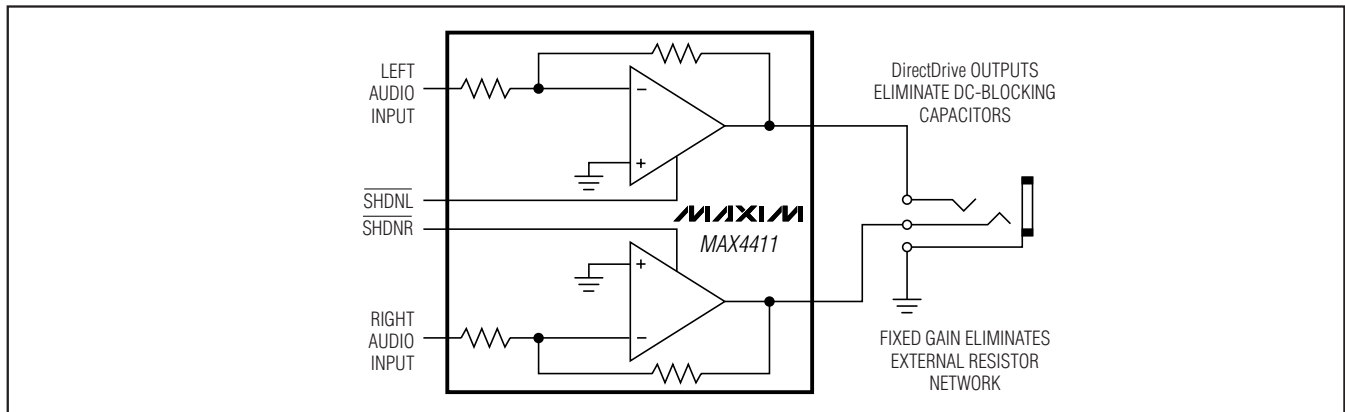 LEFT
AUDIO
INPUT
DirectDrive OUTPUTS
ELIMINATE DC-BLOCKING
CAPACITORS
−
+
SHDNL
SHDNR
MAXIM
MAX4411
+
−
RIGHT
AUDIO
INPUT
FIXED GAIN ELIMINATES
EXTERNAL RESISTOR
NETWORK